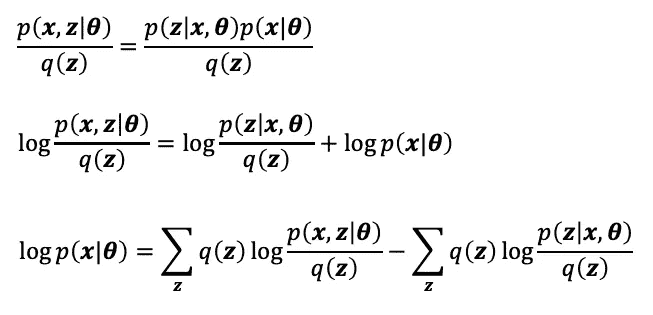 p(x, z|θ) / q(z) = p(z|x, θ)p(x|θ) / q(z)
log p(x, z|θ) / q(z) = log p(z|x, θ) / q(z) + log p(x|θ)
log p(x|θ) = ∑_z q(z) log p(x, z|θ) / q(z) − ∑_z q(z) log p(z|x, θ) / q(z)